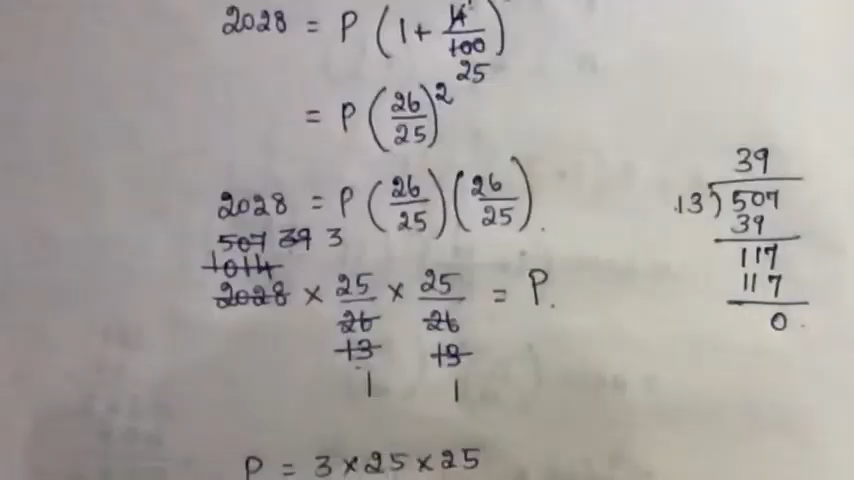 2028 = P (1 + 4/100)
25
= P (26/25)²
2028 = P (26/25) (26/25).
507 39 3
1014
2028 × 25/26 × 25/26 = P.
13 13
1 1
P = 3 × 25 × 25
39
13) 507
39
117
117
0